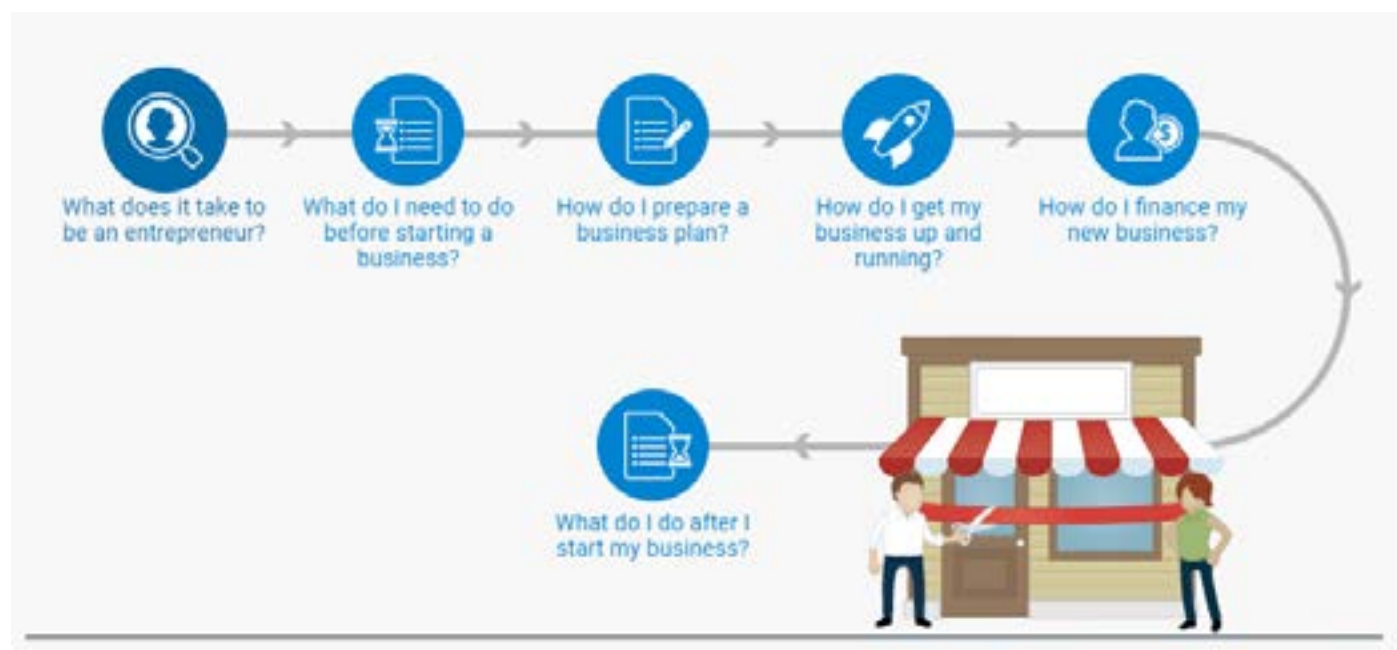 What does it take to
be an entrepreneur?
What do I need to do
before starting a
business?
How do I prepare a
business plan?
How do I get my
business up and
running?
How do I finance my
new business?
$
What do I do after I
start my business?